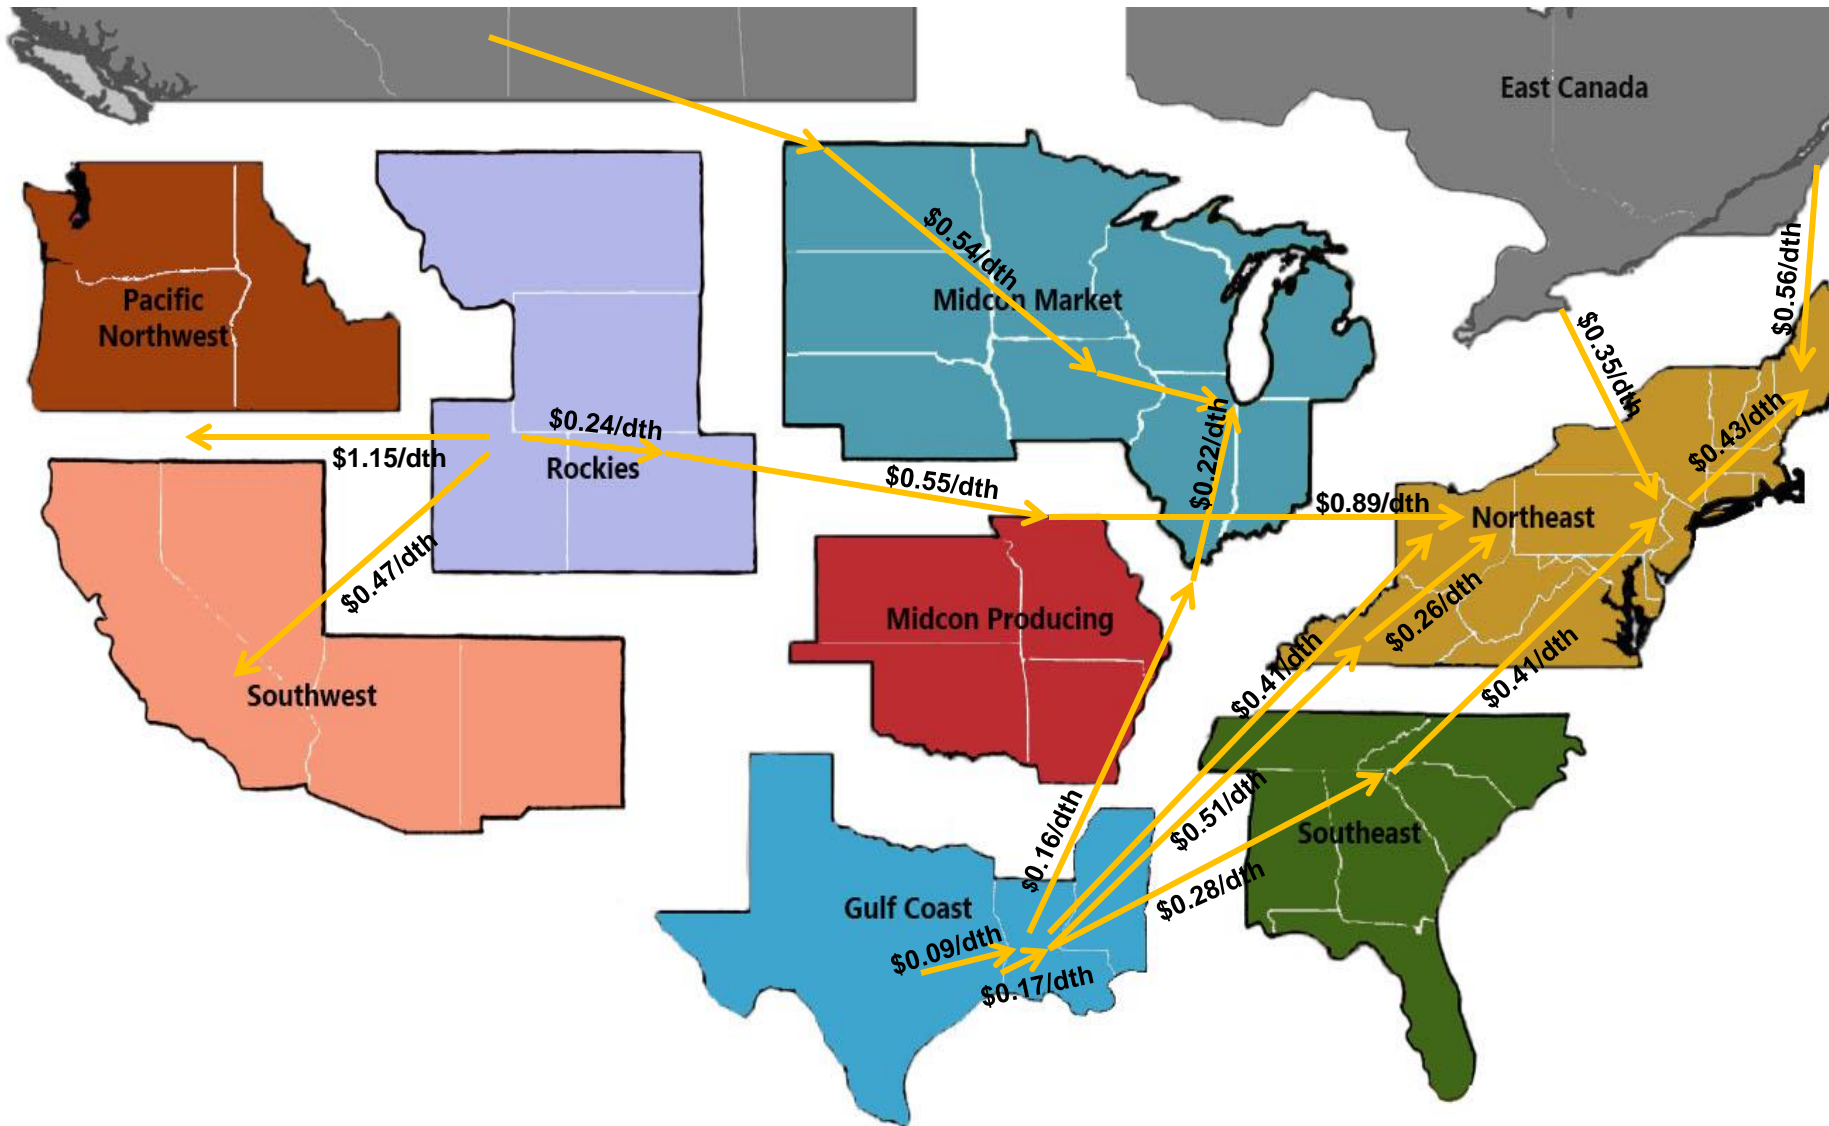 East Canada
$0.54/dth
$0.56/dth
Pacific
Northwest
Midcon Market
$0.35/dth
$0.24/dth
$0.22/dth
$0.43/dth
$1.15/dth
Rockies
$0.55/dth
$0.89/dth
Northeast
$0.47/dth
Midcon Producing
$0.26/dth
$0.41/dth
$0.41/dth
Southwest
$0.16/dth
$0.51/dth
Southeast
$0.28/dth
Gulf Coast
$0.09/dth
$0.17/dth